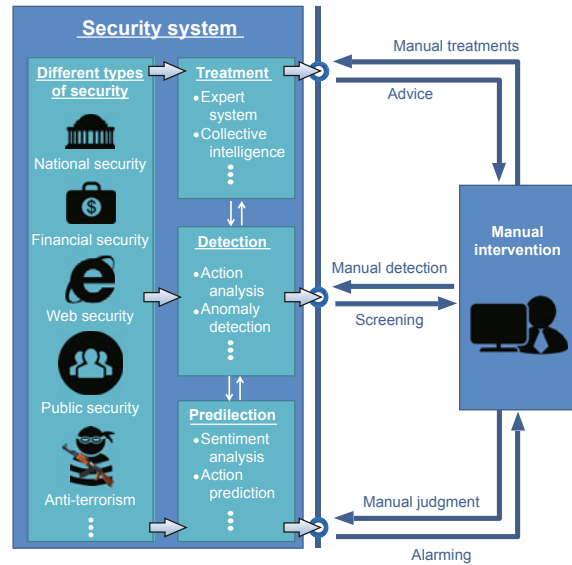 Security system
Different types
of security
National security
Financial security
Web security
Public security
Anti-terrorism
Treatment
•Expert
system
•Collective
intelligence
Detection
•Action
analysis
•Anomaly
detection
Predilection
•Sentiment
analysis
•Action
prediction
Manual treatments
Advice
Manual detection
Screening
Manual judgment
Alarming
Manual
intervention